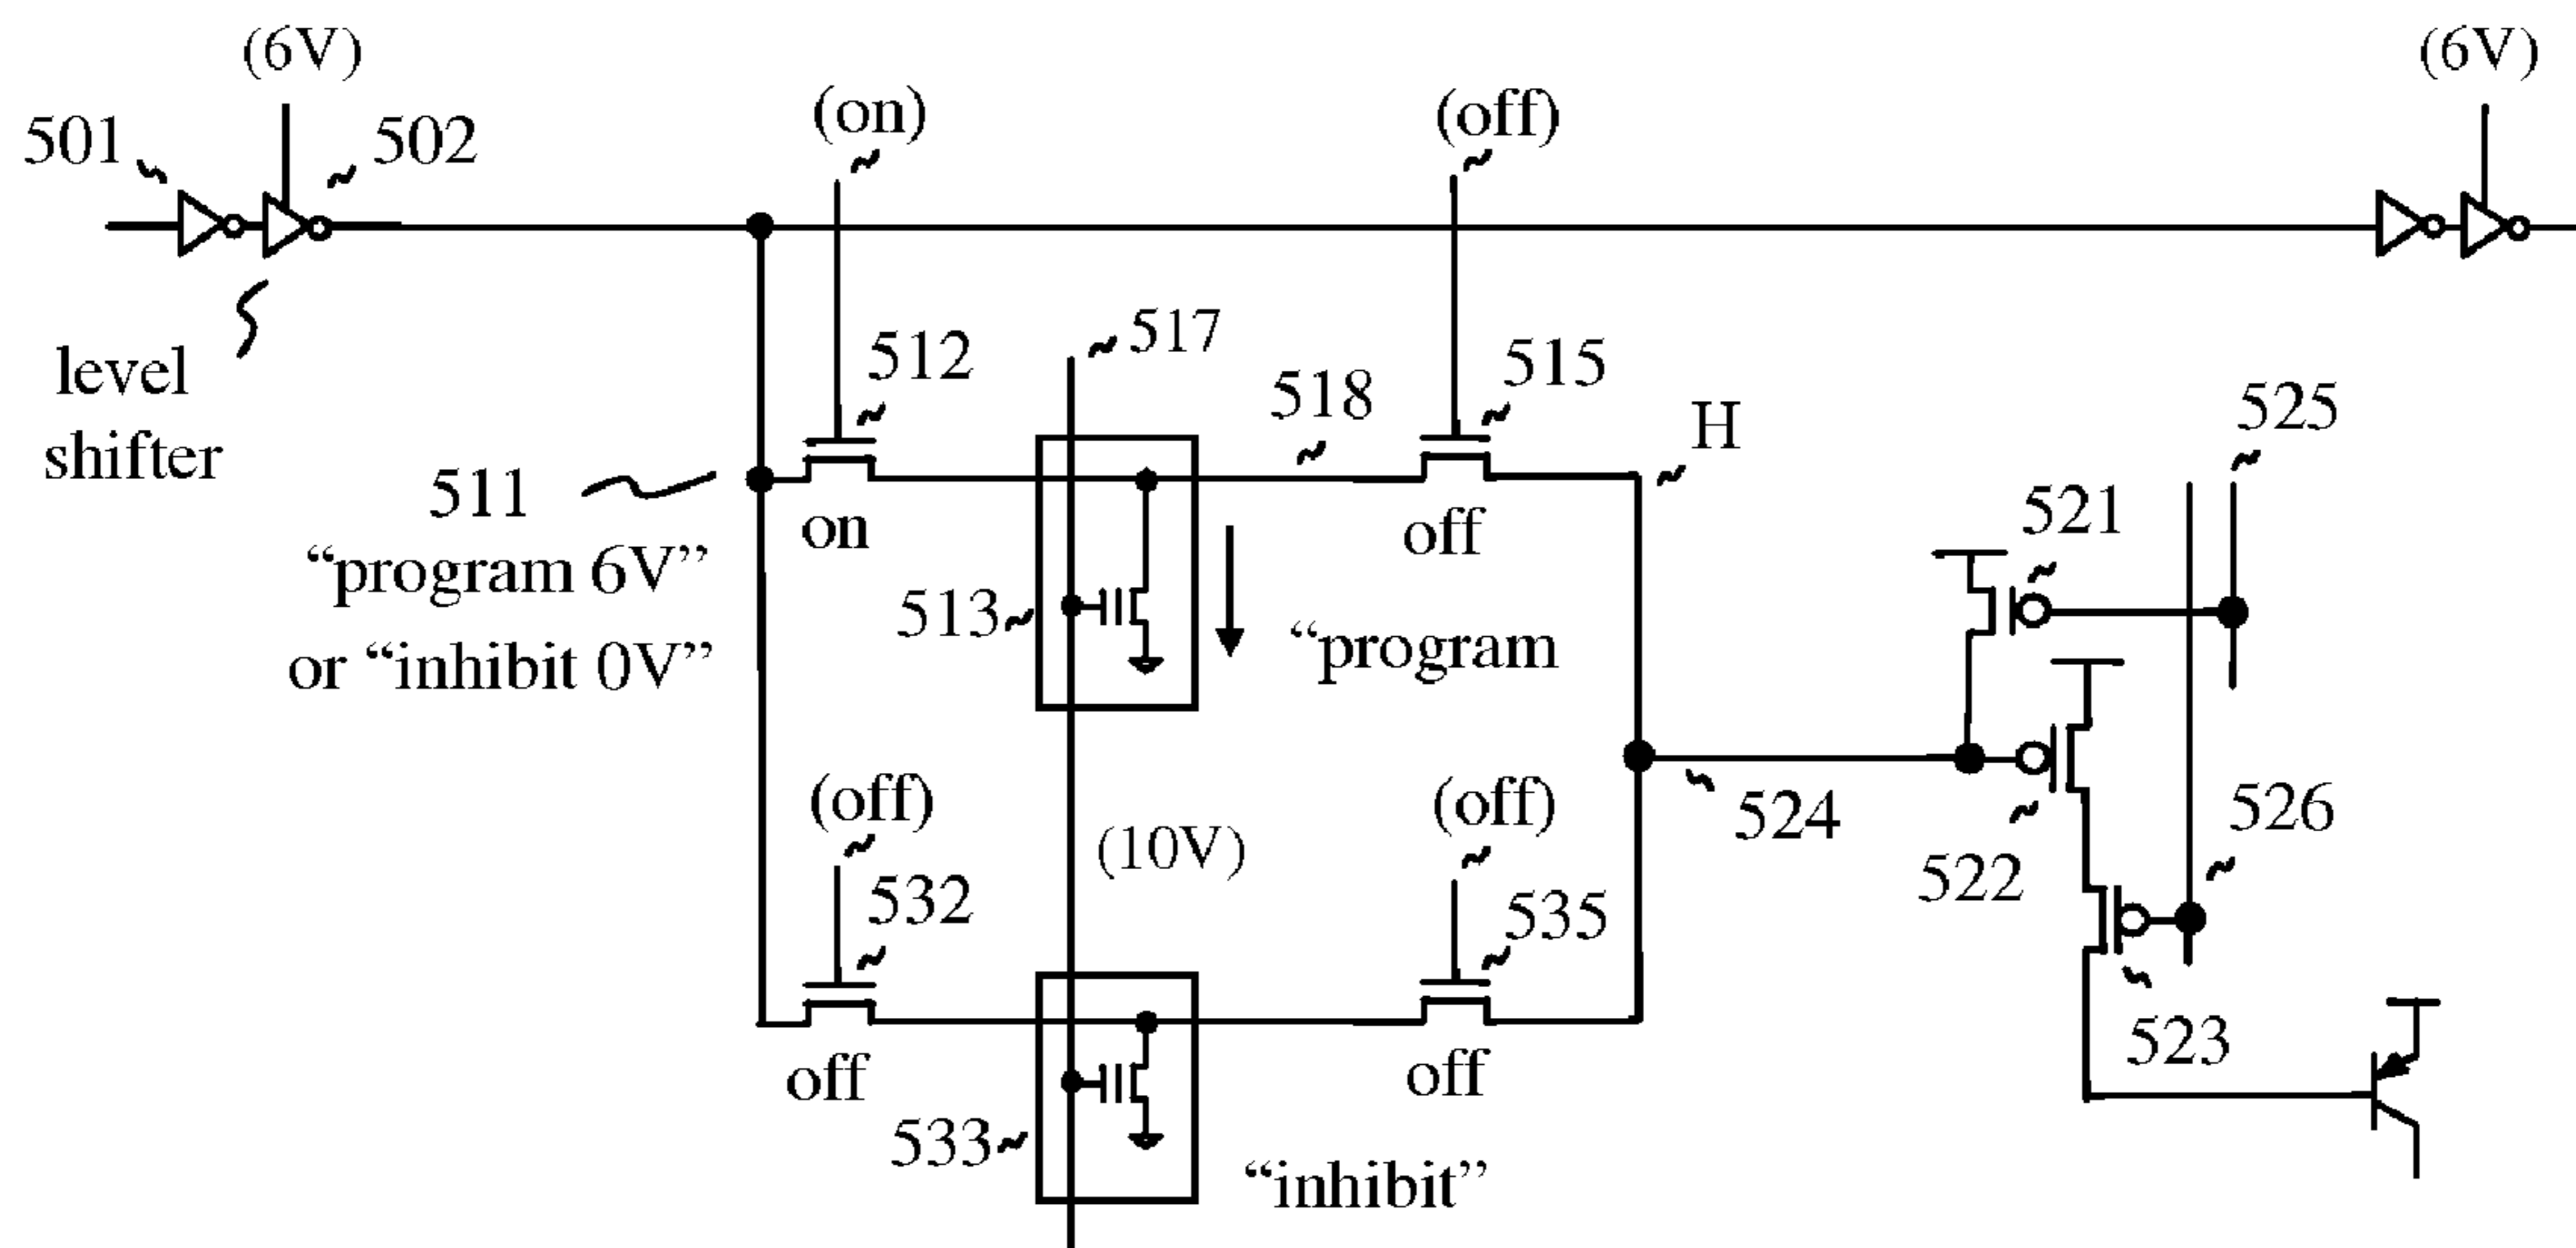 (6V)
(6V)
(on)
(off)
501
502
level
shifter
517
512
518
515
H
525
511
on
off
521
“program 6V”
or “inhibit 0V”
513
“program
524
526
(off)
(10V)
(off)
522
532
535
off
off
523
533
“inhibit”